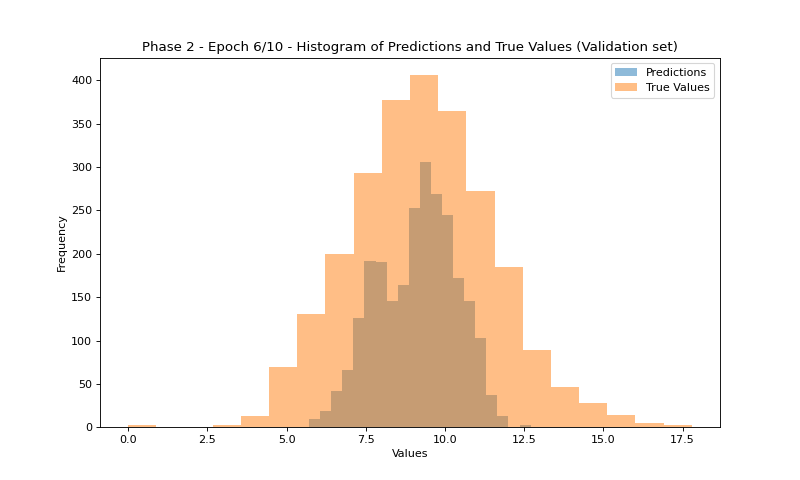 Phase 2 - Epoch 6/10 - Histogram of Predictions and True Values (Validation set)
Predictions
True Values
400
350
300
250
200
150
100
50
0
Frequency
0.0 2.5 5.0 7.5 10.0 12.5 15.0 17.5
Values